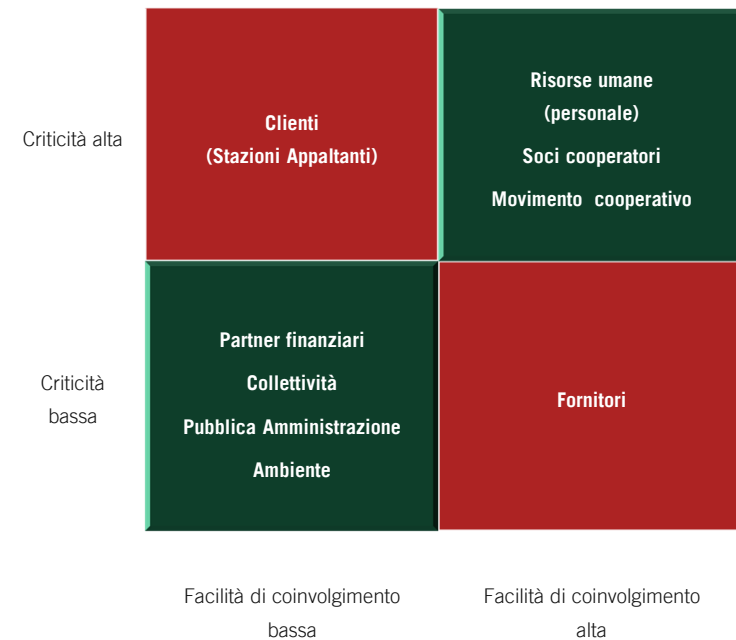 Criticità alta
Clienti
(Stazioni Appaltanti)
Risorse umane
(personale)
Soci cooperatori
Movimento cooperativo
Criticità
bassa
Partner finanziari
Collettività
Pubblica Amministrazione
Ambiente
Fornitori
Facilità di coinvolgimento
bassa
Facilità di coinvolgimento
alta